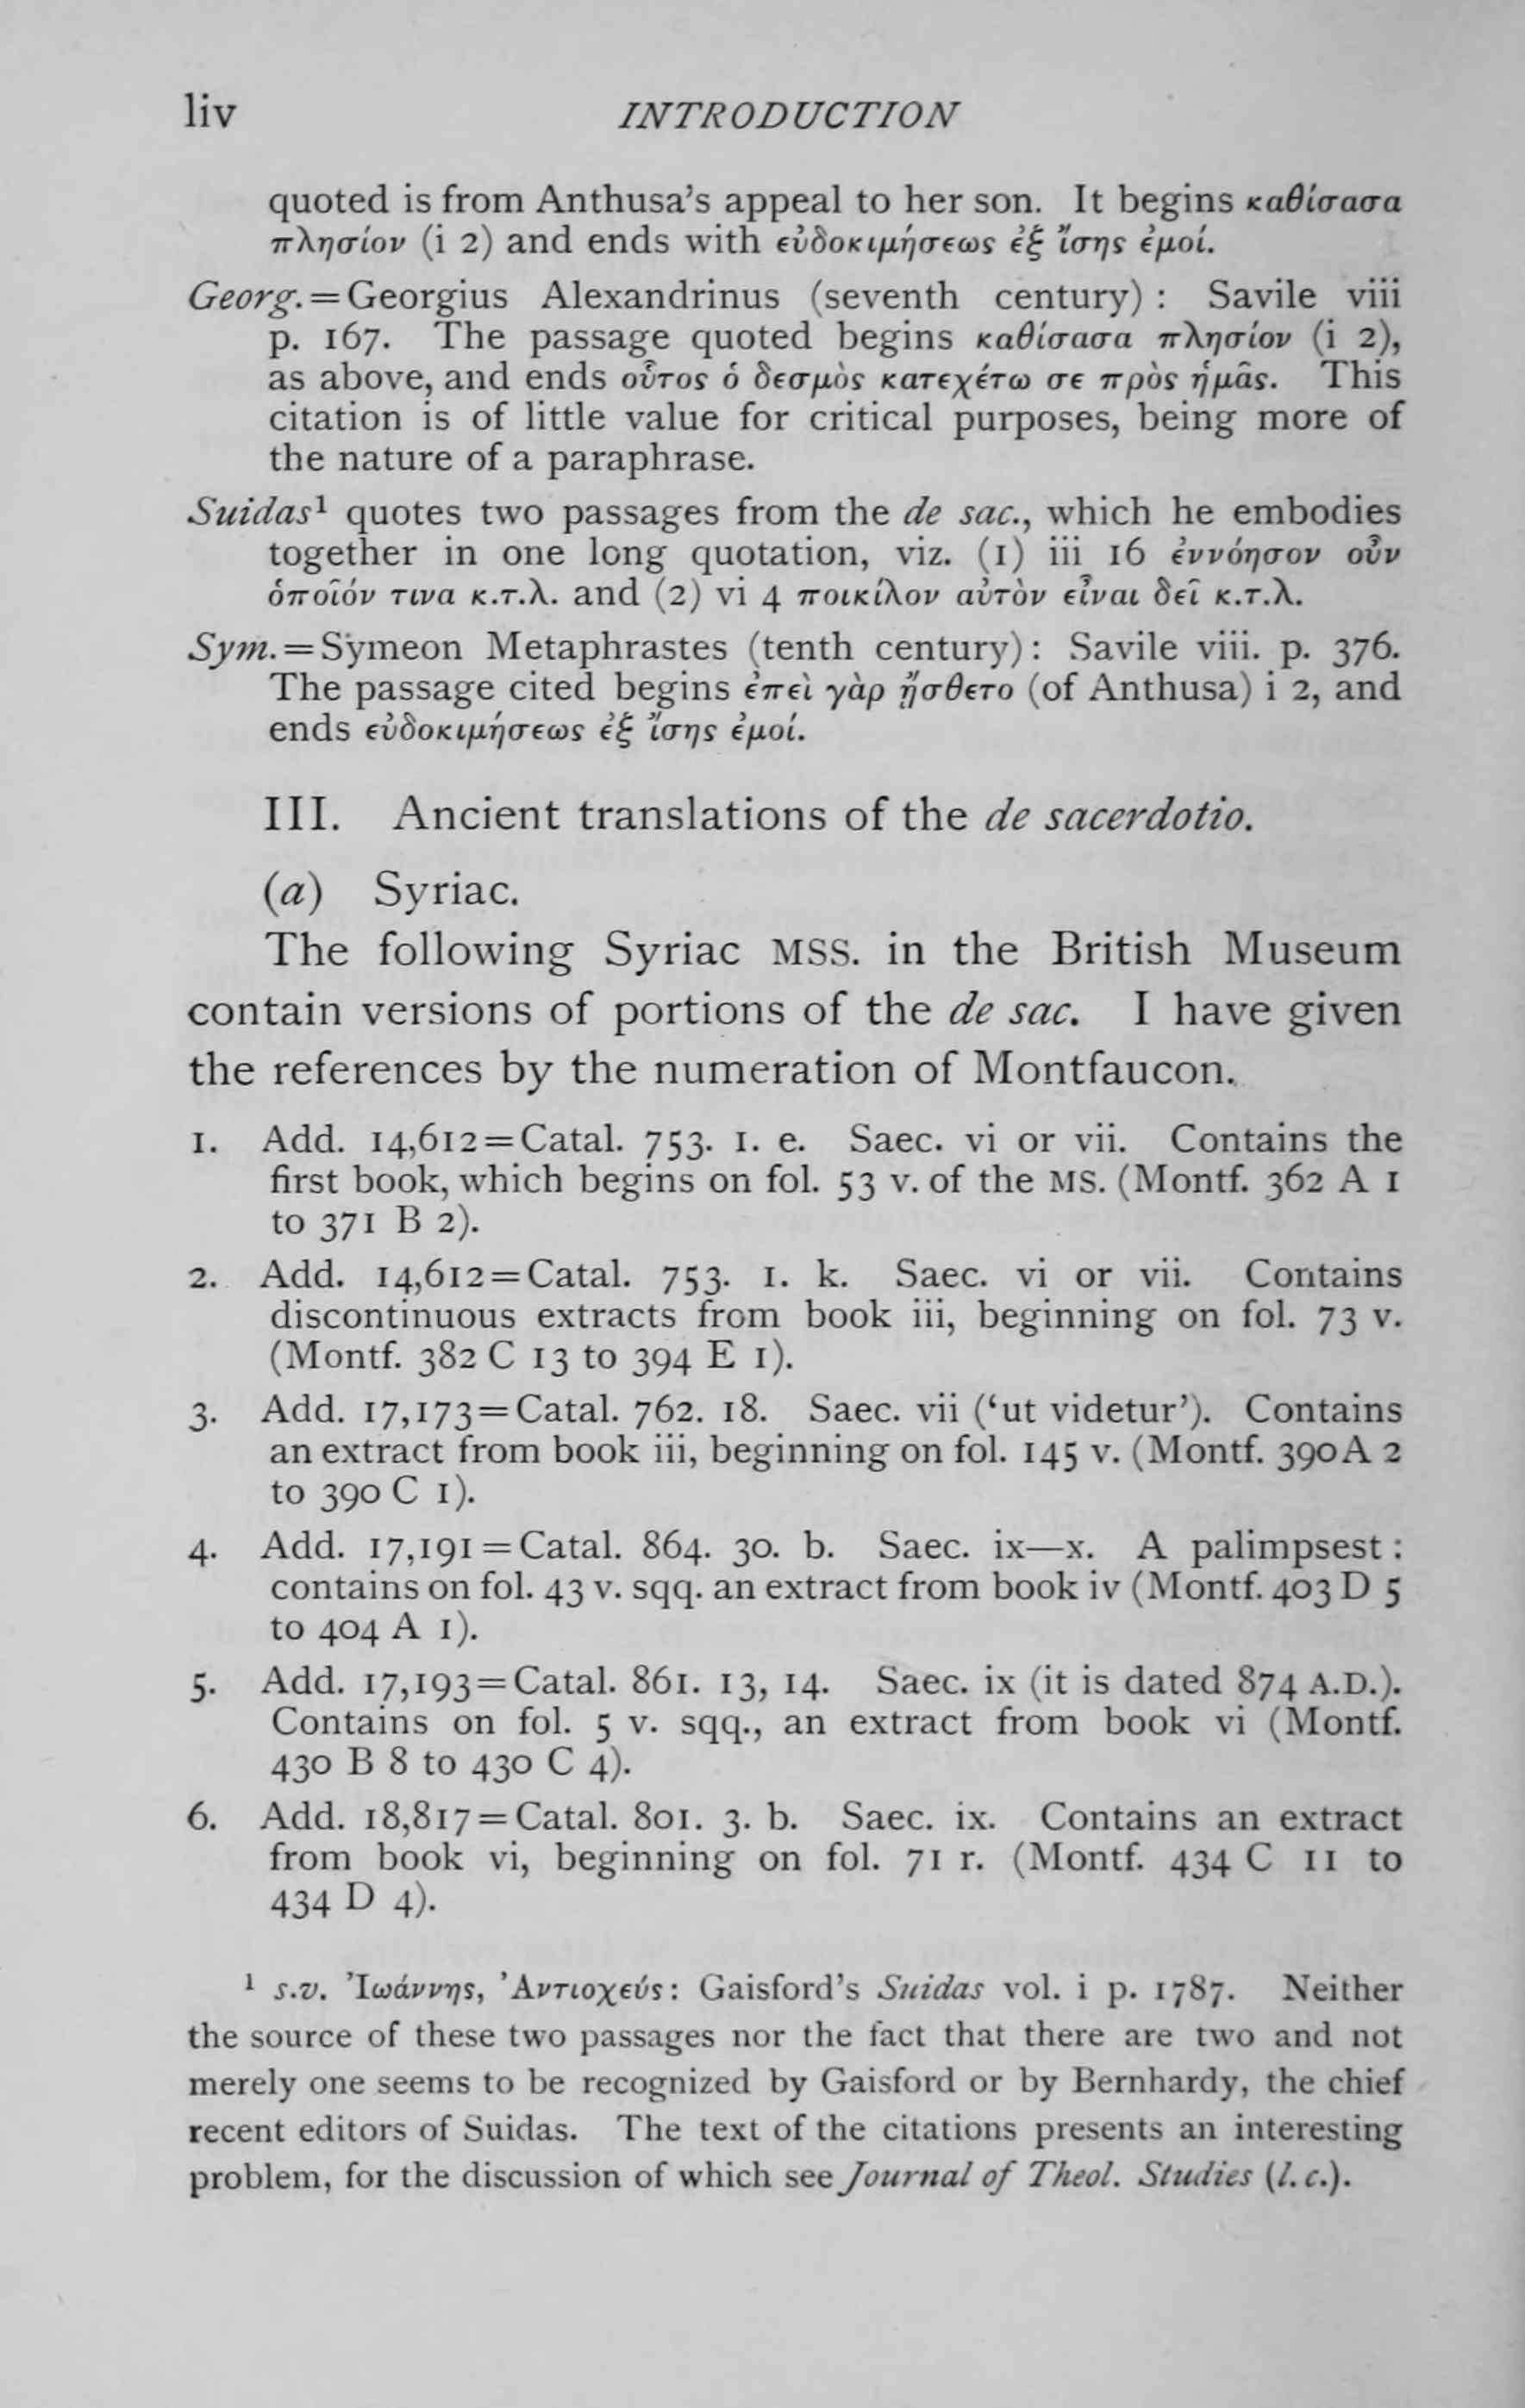 liv INTRODUCTION
quoted is from Anthusa's appeal to her son. It begins καθίσασα
πλησίον (i 2) and ends with εὐδοκιμήσεως ἐξ ἴσης ἐμοί.
Georg.=Georgius Alexandrinus (seventh century) : Savile viii
p. 167. The passage quoted begins καθίσασα πλησίον (i 2),
as above, and ends οὗτος ὁ δεσμὸς κατεχέτω σε πρὸς ἡμᾶς. This
citation is of little value for critical purposes, being more of
the nature of a paraphrase.
Suidas¹ quotes two passages from the de sac., which he embodies
together in one long quotation, viz. (1) iii 16 ἐννόησον οὖν
ὁποῖόν τινα κ.τ.λ. and (2) vi 4 ποικίλον αὐτὸν εἶναι δεῖ κ.τ.λ.
Sym.=Symeon Metaphrastes (tenth century): Savile viii. p. 376.
The passage cited begins ἐπεὶ γὰρ ᾔσθετο (of Anthusa) i 2, and
ends εὐδοκιμήσεως ἐξ ἴσης ἐμοί.
III. Ancient translations of the de sacerdotio.
(a) Syriac.
The following Syriac MSS. in the British Museum
contain versions of portions of the de sac. I have given
the references by the numeration of Montfaucon.
1. Add. 14,612=Catal. 753. 1. e. Saec. vi or vii. Contains the
first book, which begins on fol. 53 v. of the MS. (Montf. 362 A 1
to 371 B 2).
2. Add. 14,612=Catal. 753. 1. k. Saec. vi or vii. Contains
discontinuous extracts from book iii, beginning on fol. 73 v.
(Montf. 382 C 13 to 394 E 1).
3. Add. 17,173=Catal. 762. 18. Saec. vii ('ut videtur'). Contains
an extract from book iii, beginning on fol. 145 v. (Montf. 390 A 2
to 390 C 1).
4. Add. 17,191=Catal. 864. 30. b. Saec. ix—x. A palimpsest :
contains on fol. 43 v. sqq. an extract from book iv (Montf. 403 D 5
to 404 A 1).
5. Add. 17,193=Catal. 861. 13, 14. Saec. ix (it is dated 874 A.D.).
Contains on fol. 5 v. sqq., an extract from book vi (Montf.
430 B 8 to 430 C 4).
6. Add. 18,817=Catal. 801. 3. b. Saec. ix. Contains an extract
from book vi, beginning on fol. 71 r. (Montf. 434 C 11 to
434 D 4).
¹ s.v. Ἰωάννης, Ἀντιοχεύς: Gaisford's Suidas vol. i p. 1787. Neither
the source of these two passages nor the fact that there are two and not
merely one seems to be recognized by Gaisford or by Bernhardy, the chief
recent editors of Suidas. The text of the citations presents an interesting
problem, for the discussion of which see Journal of Theol. Studies (l. c.).